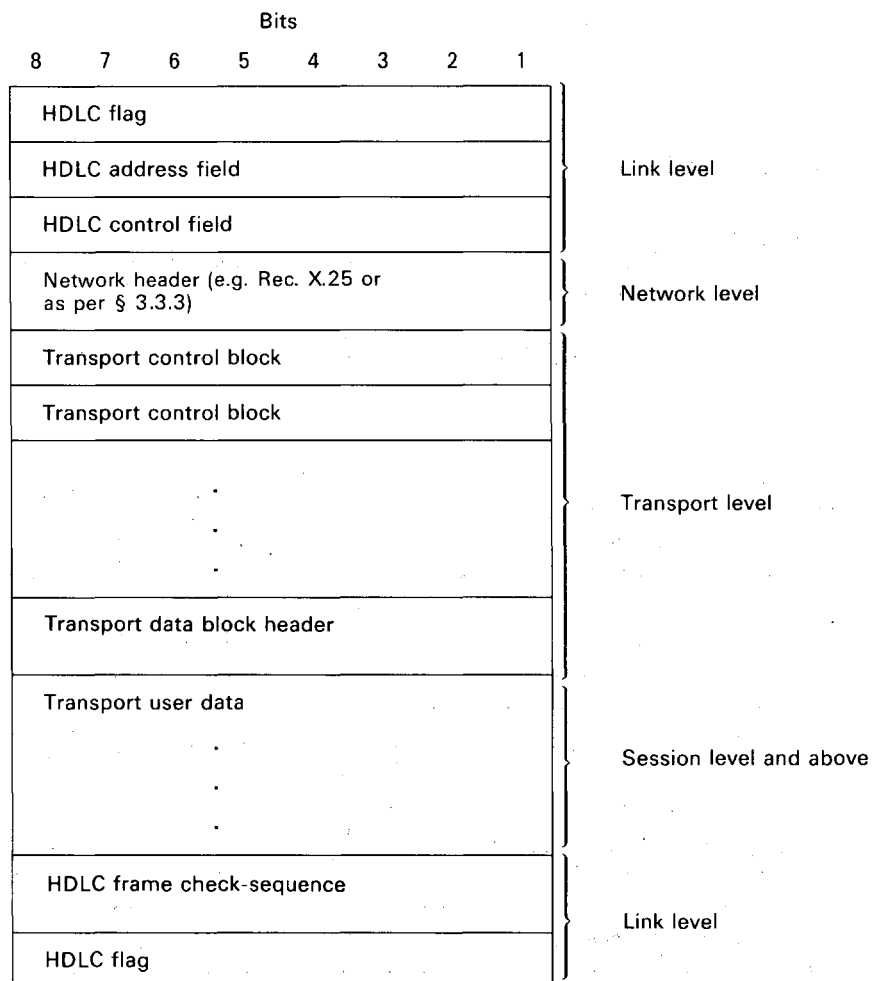 Bits
8 7 6 5 4 3 2 1
HDLC flag
HDLC address field
Link level
HDLC control field
Network header (e.g. Rec. X.25 or
as per § 3.3.3)
Network level
Transport control block
Transport control block
.
.
.
Transport level
Transport data block header
Transport user data
.
.
.
Session level and above
HDLC frame check-sequence
Link level
HDLC flag